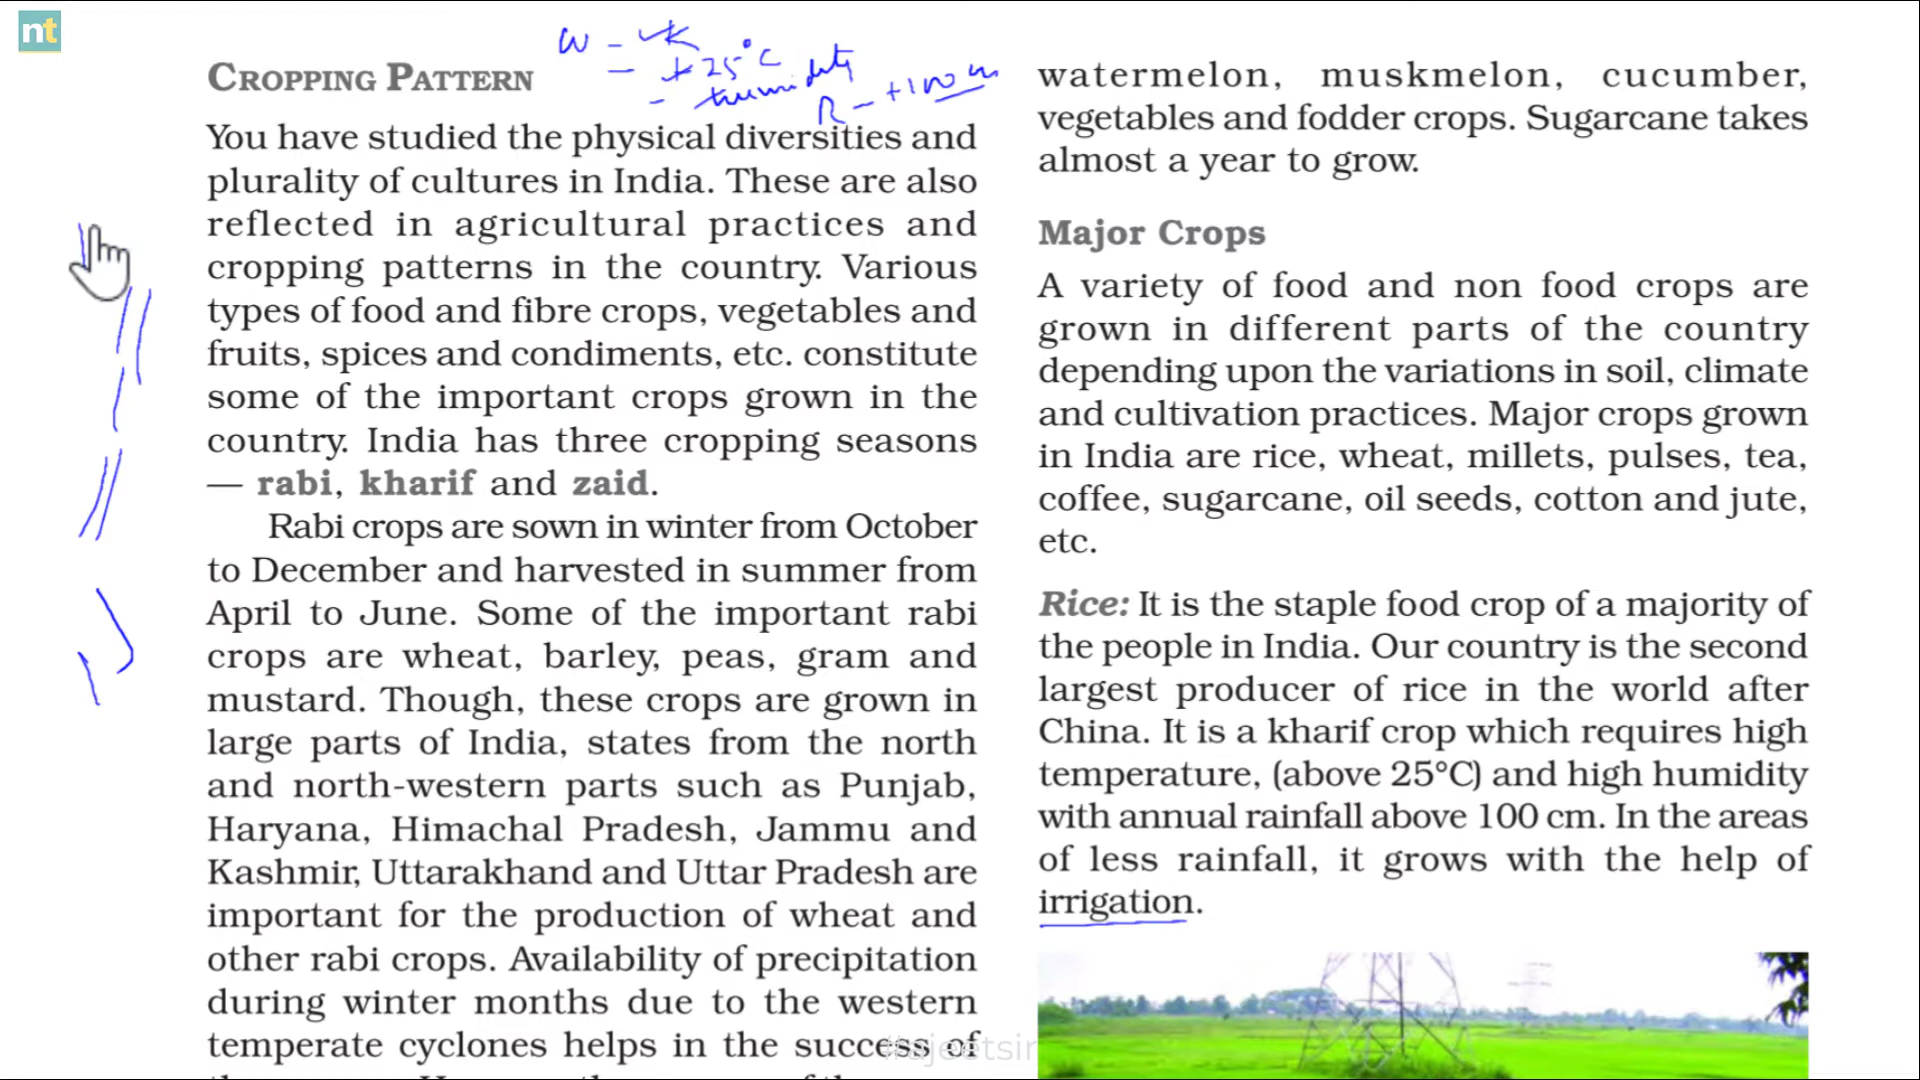 nt
CROPPING PATTERN
+25°C
humidity
R - +100 cm
You have studied the physical diversities and
plurality of cultures in India. These are also
reflected in agricultural practices and
cropping patterns in the country. Various
types of food and fibre crops, vegetables and
fruits, spices and condiments, etc. constitute
some of the important crops grown in the
country. India has three cropping seasons
— rabi, kharif and zaid.
Rabi crops are sown in winter from October
to December and harvested in summer from
April to June. Some of the important rabi
crops are wheat, barley, peas, gram and
mustard. Though, these crops are grown in
large parts of India, states from the north
and north-western parts such as Punjab,
Haryana, Himachal Pradesh, Jammu and
Kashmir, Uttarakhand and Uttar Pradesh are
important for the production of wheat and
other rabi crops. Availability of precipitation
during winter months due to the western
temperate cyclones helps in the success of
watermelon, muskmelon, cucumber,
vegetables and fodder crops. Sugarcane takes
almost a year to grow.
Major Crops
A variety of food and non food crops are
grown in different parts of the country
depending upon the variations in soil, climate
and cultivation practices. Major crops grown
in India are rice, wheat, millets, pulses, tea,
coffee, sugarcane, oil seeds, cotton and jute,
etc.
Rice: It is the staple food crop of a majority of
the people in India. Our country is the second
largest producer of rice in the world after
China. It is a kharif crop which requires high
temperature, (above 25°C) and high humidity
with annual rainfall above 100 cm. In the areas
of less rainfall, it grows with the help of
irrigation.
#ajeetsir